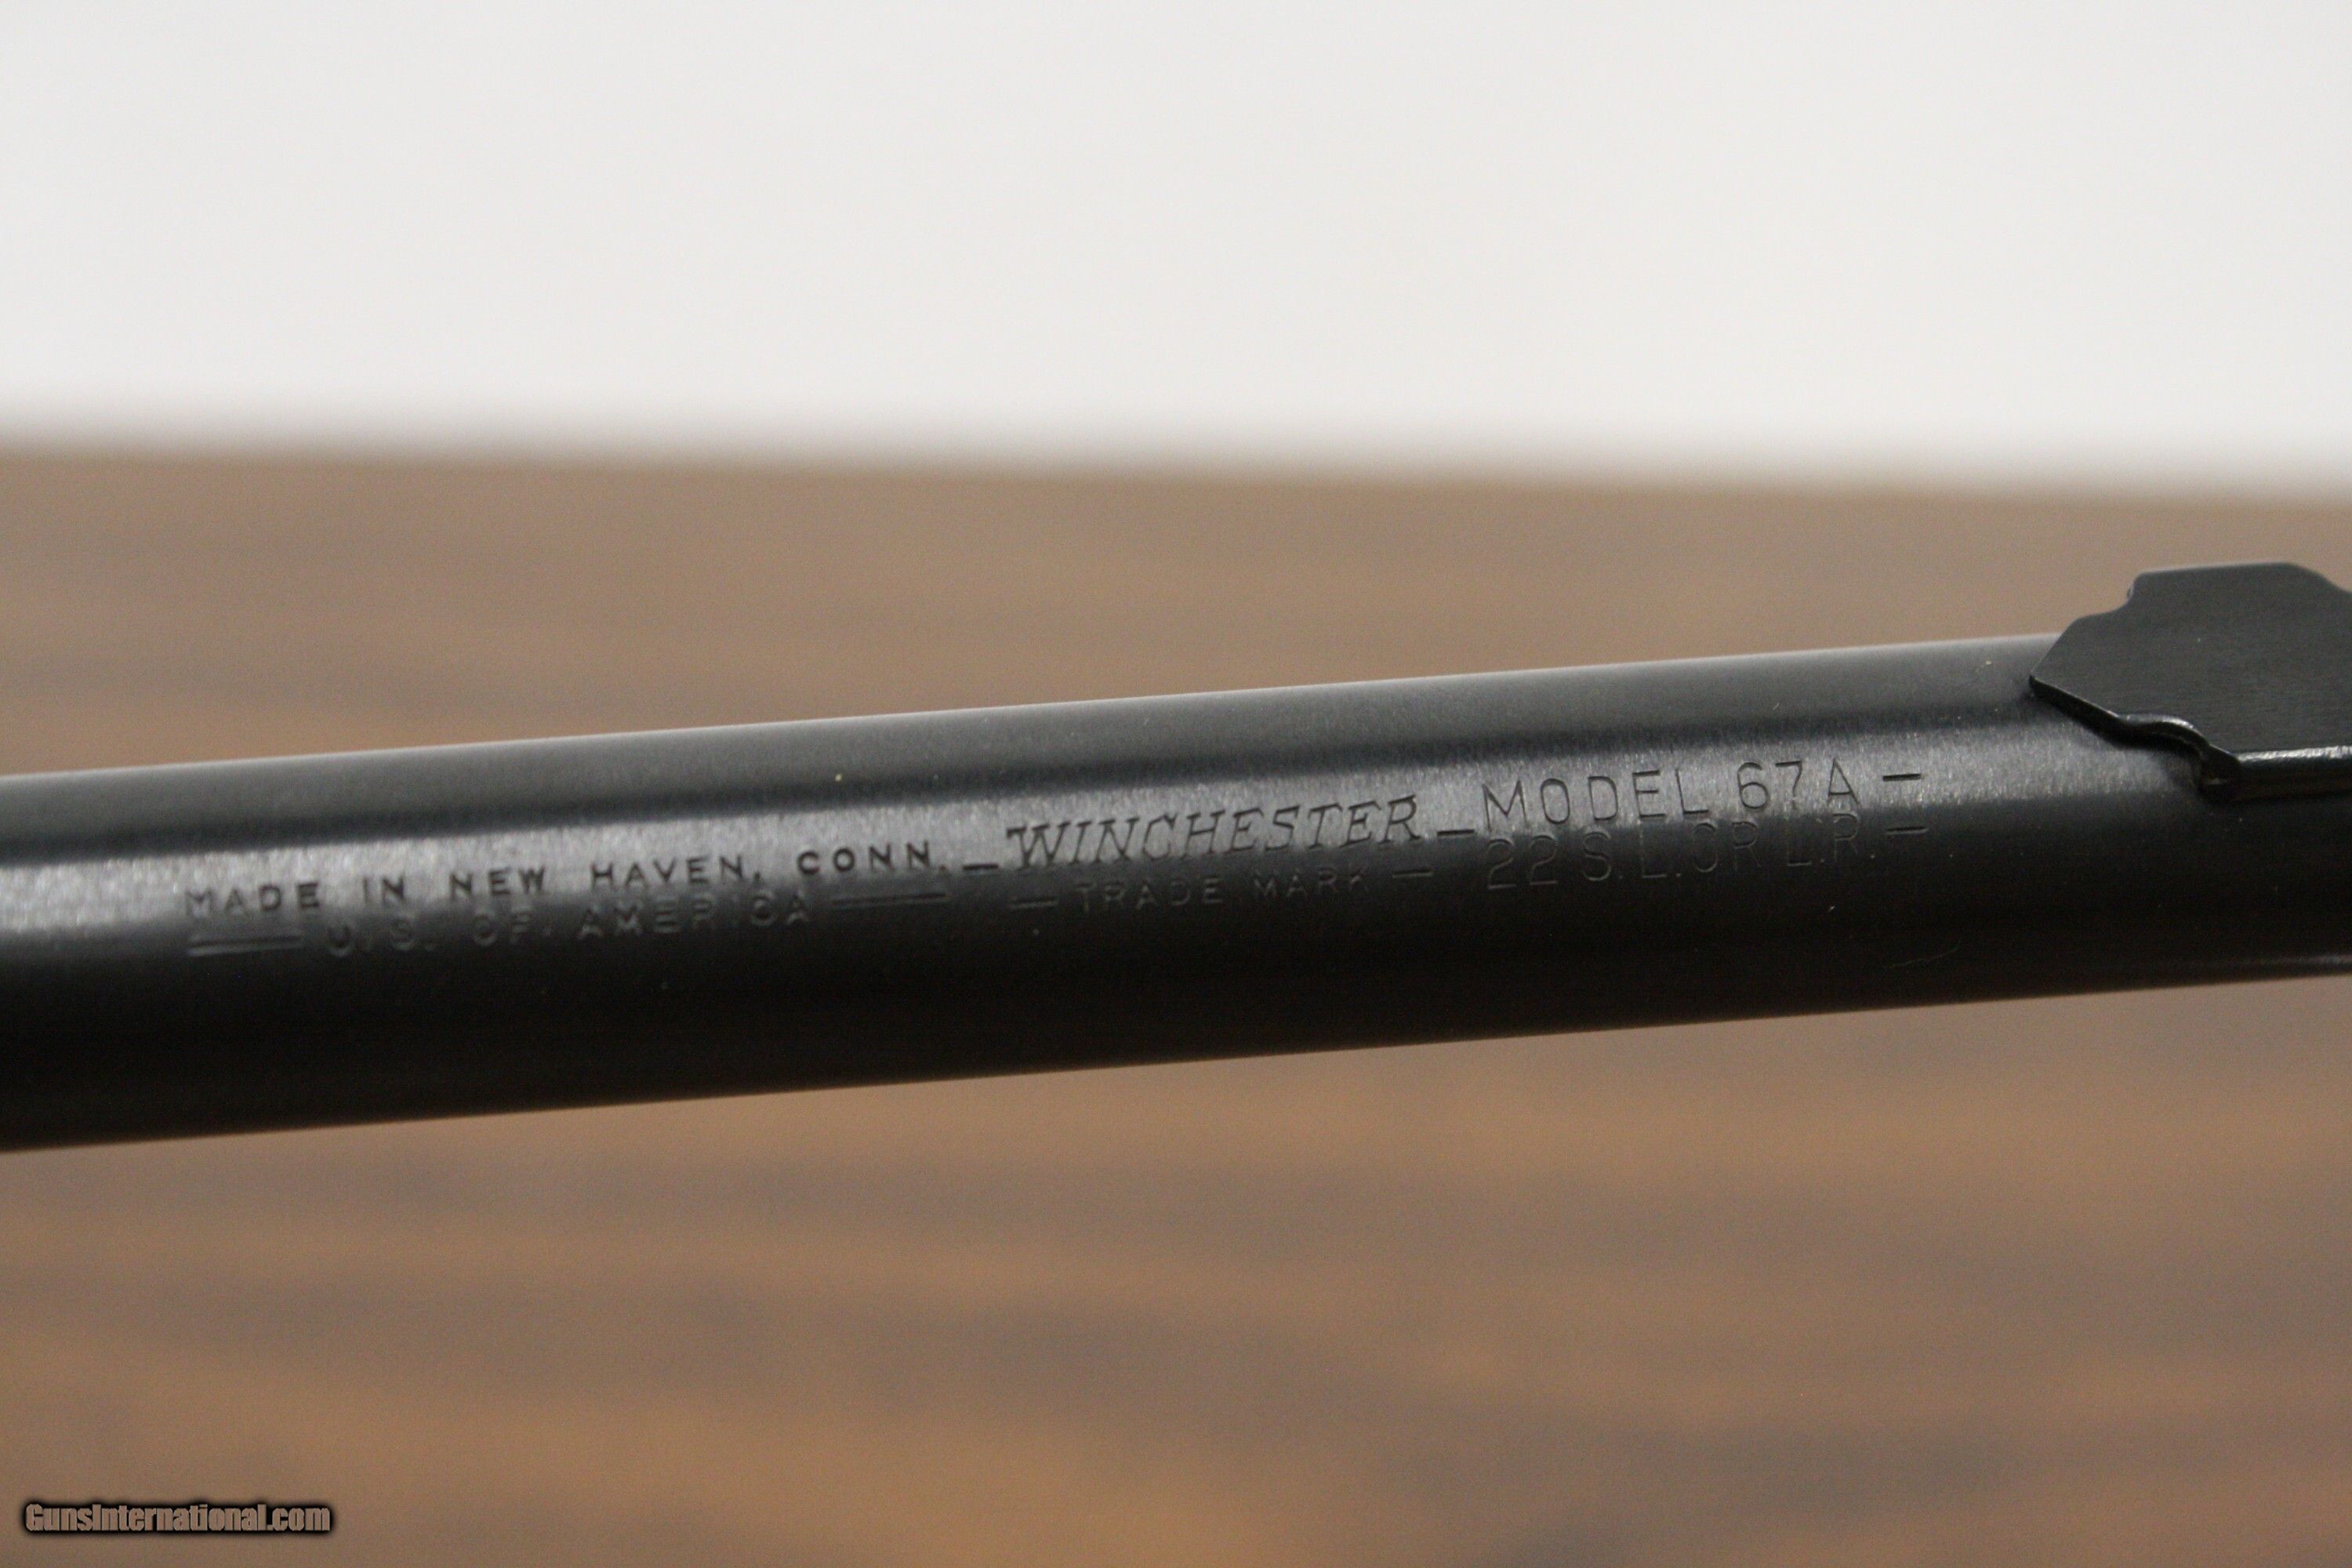 MADE IN NEW HAVEN, CONN. –WINCHESTER– MODEL 67A –
—— U.S. OF AMERICA —— – TRADE MARK – 22 S.L.OR L.R. –
GunsInternational.com